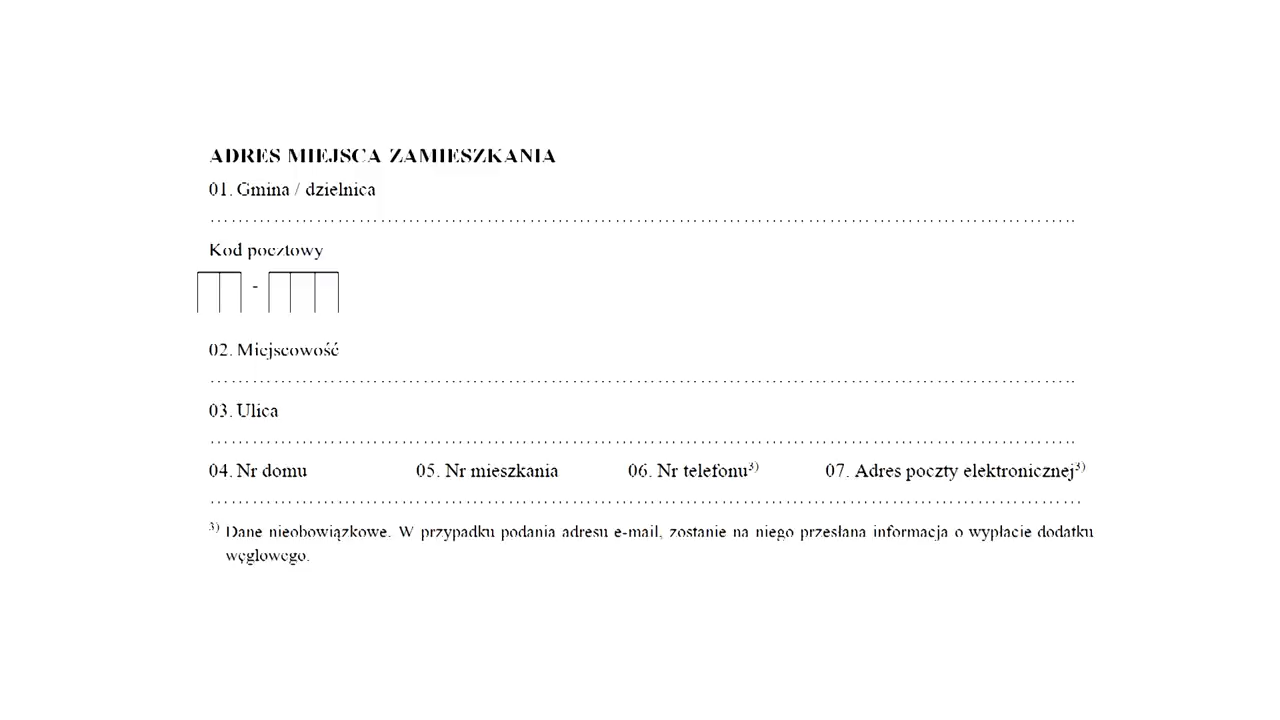 ADRES MIEJSCA ZAMIESZKANIA
01. Gmina / dzielnica
……………………………………………………………………………………………………………..
Kod pocztowy
-
02. Miejscowość
……………………………………………………………………………………………………………..
03. Ulica
……………………………………………………………………………………………………………..
04. Nr domu 05. Nr mieszkania 06. Nr telefonu3) 07. Adres poczty elektronicznej3)
………………………………………………………………………………………………………………
3) Dane nieobowiązkowe. W przypadku podania adresu e-mail, zostanie na niego przesłana informacja o wypłacie dodatku
węglowego.